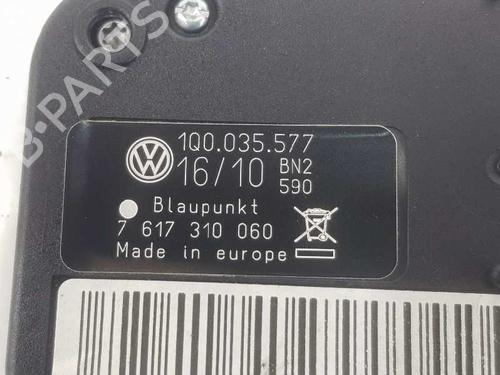 B-PARTS
1Q0.035.577
16/10 BN2
590
Blaupunkt
7 617 310 060
Made in europe